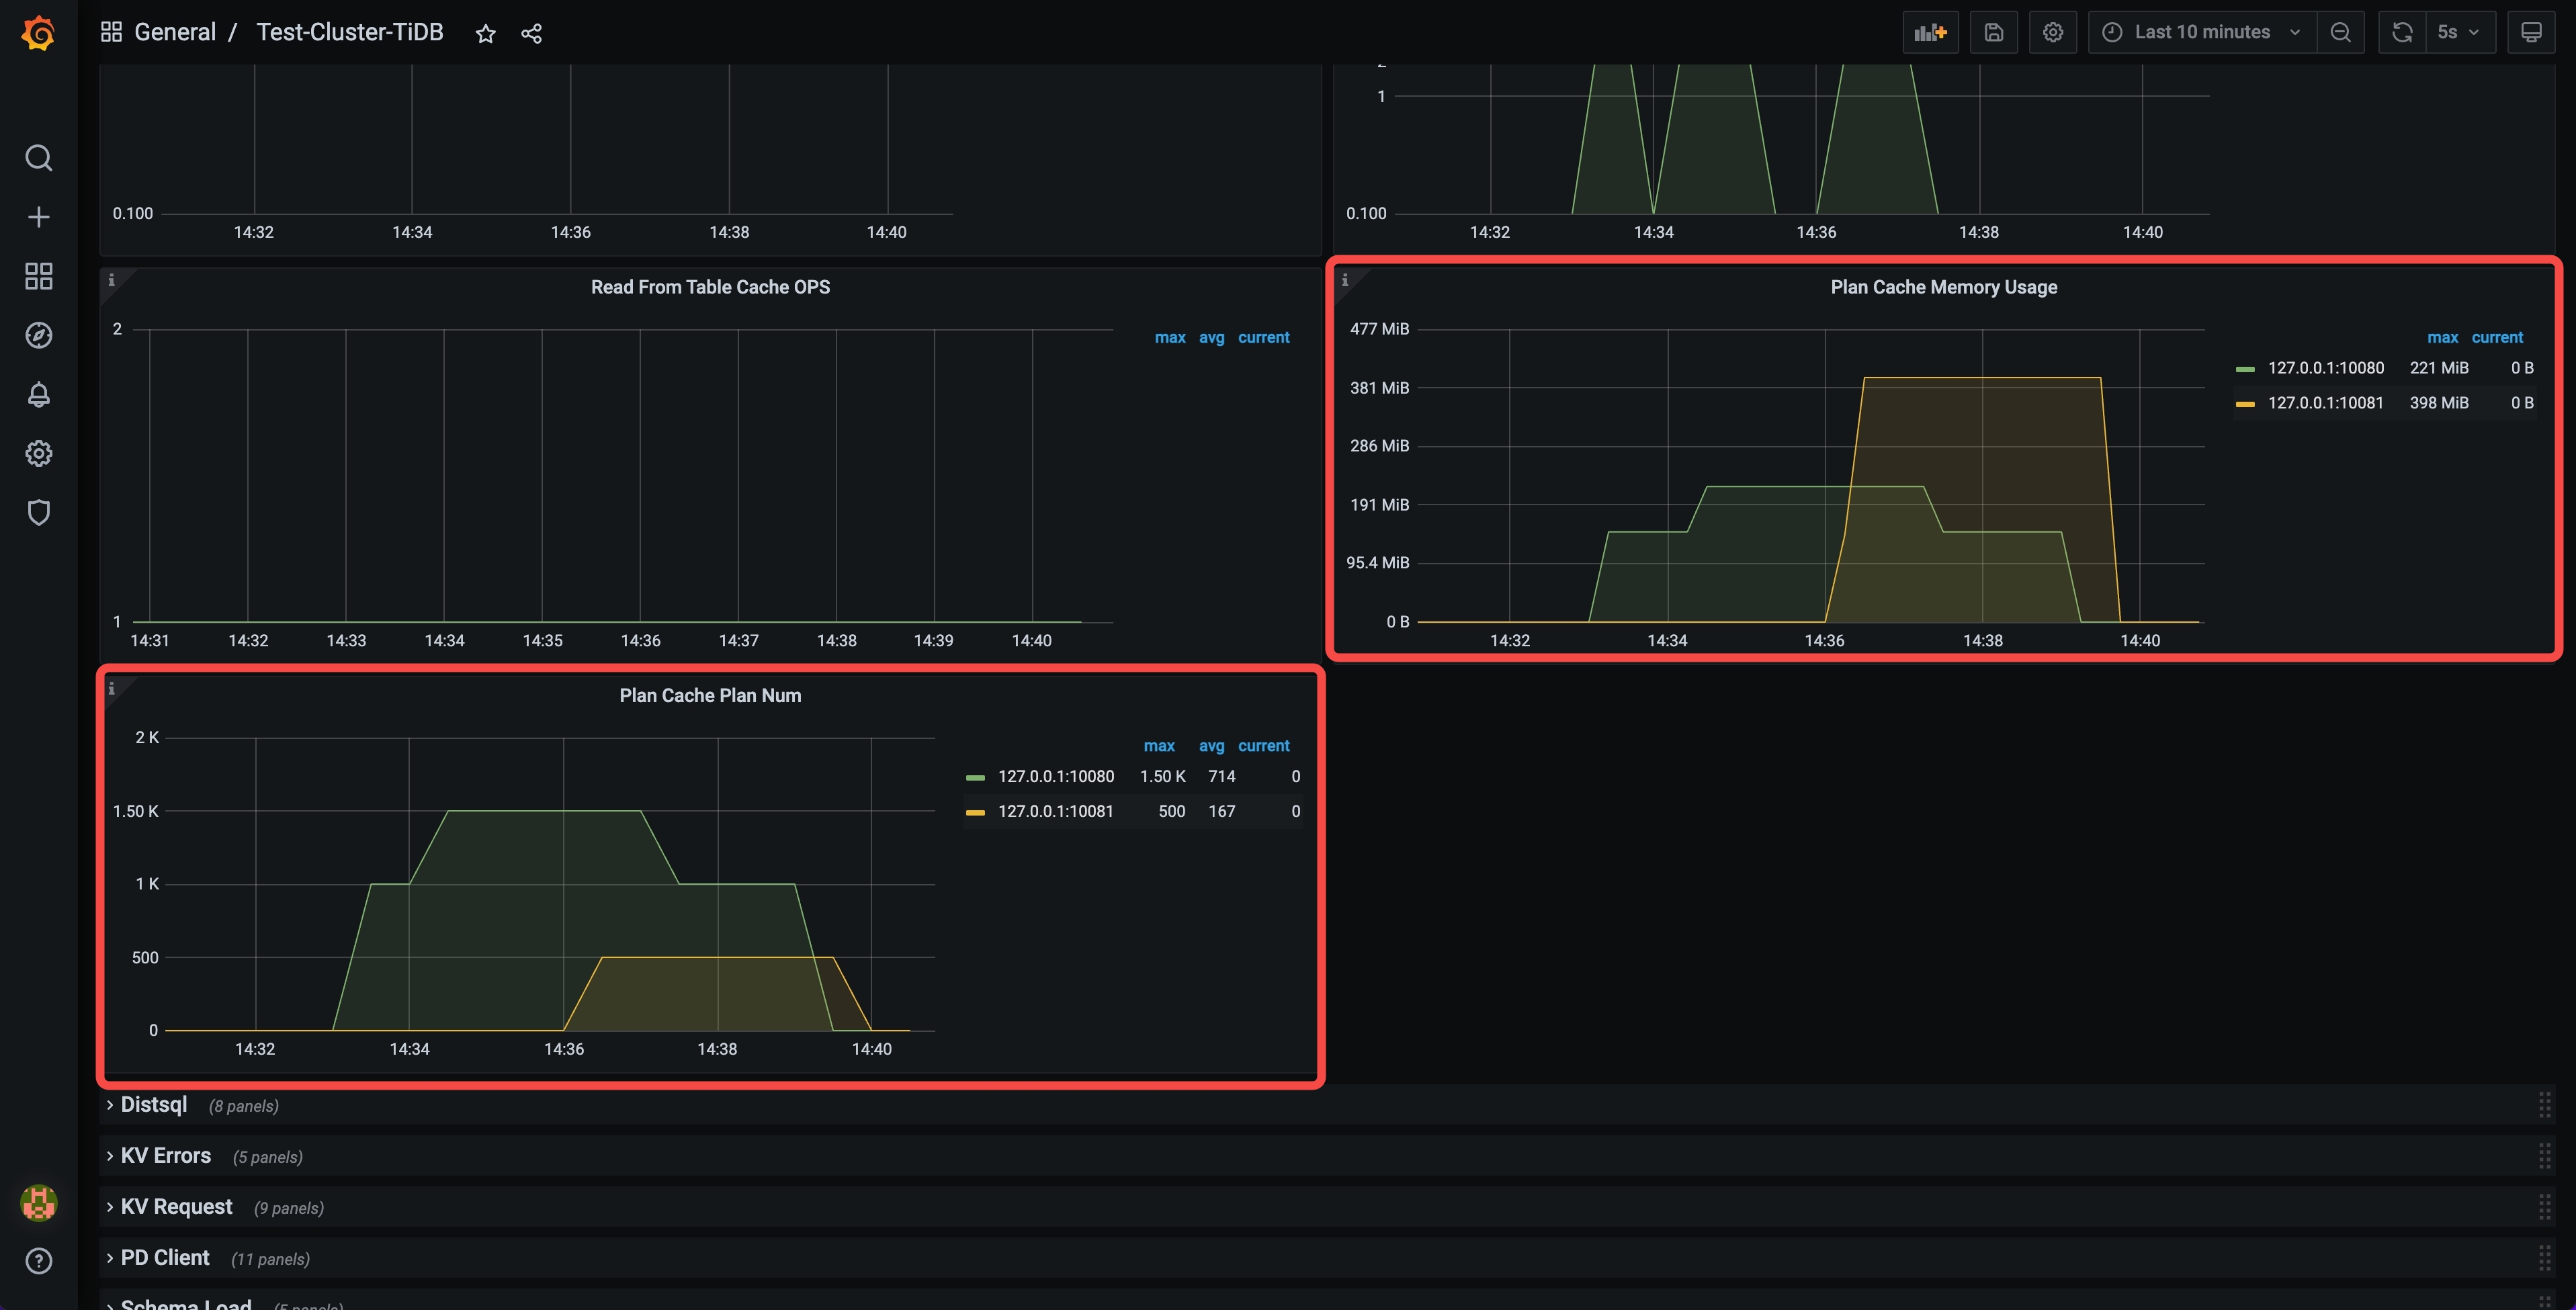 General / Test-Cluster-TiDB
Last 10 minutes
5s
0.100
14:32 14:34 14:36 14:38 14:40
1
0.100
14:32 14:34 14:36 14:38 14:40
Read From Table Cache OPS
2
1
14:31 14:32 14:33 14:34 14:35 14:36 14:37 14:38 14:39 14:40
max avg current
Plan Cache Memory Usage
477 MiB
381 MiB
286 MiB
191 MiB
95.4 MiB
0 B
14:32 14:34 14:36 14:38 14:40
max current
127.0.0.1:10080 221 MiB 0 B
127.0.0.1:10081 398 MiB 0 B
Plan Cache Plan Num
2 K
1.50 K
1 K
500
0
14:32 14:34 14:36 14:38 14:40
max avg current
127.0.0.1:10080 1.50 K 714 0
127.0.0.1:10081 500 167 0
Distsql (8 panels)
KV Errors (5 panels)
KV Request (9 panels)
PD Client (11 panels)
Schema Load (5 panels)